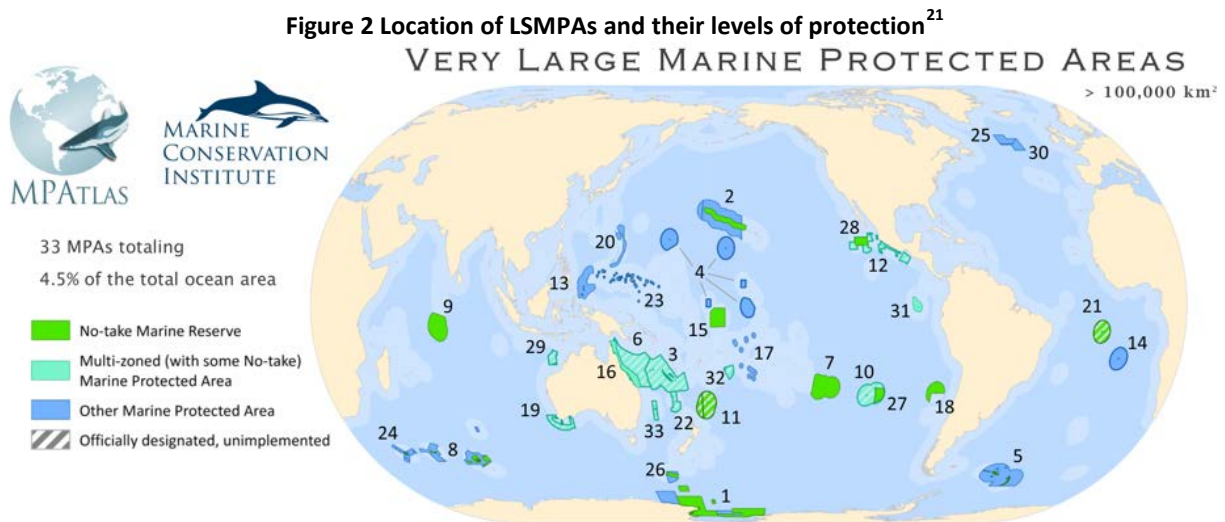 Figure 2 Location of LSMPAs and their levels of protection21
VERY LARGE MARINE PROTECTED AREAS
> 100,000 km²
MPATLAS
MARINE
CONSERVATION
INSTITUTE
33 MPAs totaling
4.5% of the total ocean area
No-take Marine Reserve
Multi-zoned (with some No-take)
Marine Protected Area
Other Marine Protected Area
Officially designated, unimplemented
25
30
2
28
20
12
4
13
23
9
31
21
15
6
29
3
17
14
7
10
16
32
27
18
19
22
11
33
24
8
5
26
1